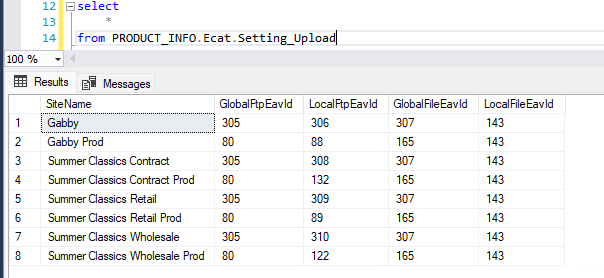 12 select
13 *
14 from PRODUCT_INFO.Ecat.Setting_Upload
100 %
Results Messages
SiteName GlobalFtpEavId LocalFtpEavId GlobalFileEavId LocalFileEavId
1 Gabby 305 306 307 143
2 Gabby Prod 80 88 165 143
3 Summer Classics Contract 305 308 307 143
4 Summer Classics Contract Prod 80 132 165 143
5 Summer Classics Retail 305 309 307 143
6 Summer Classics Retail Prod 80 89 165 143
7 Summer Classics Wholesale 305 310 307 143
8 Summer Classics Wholesale Prod 80 122 165 143